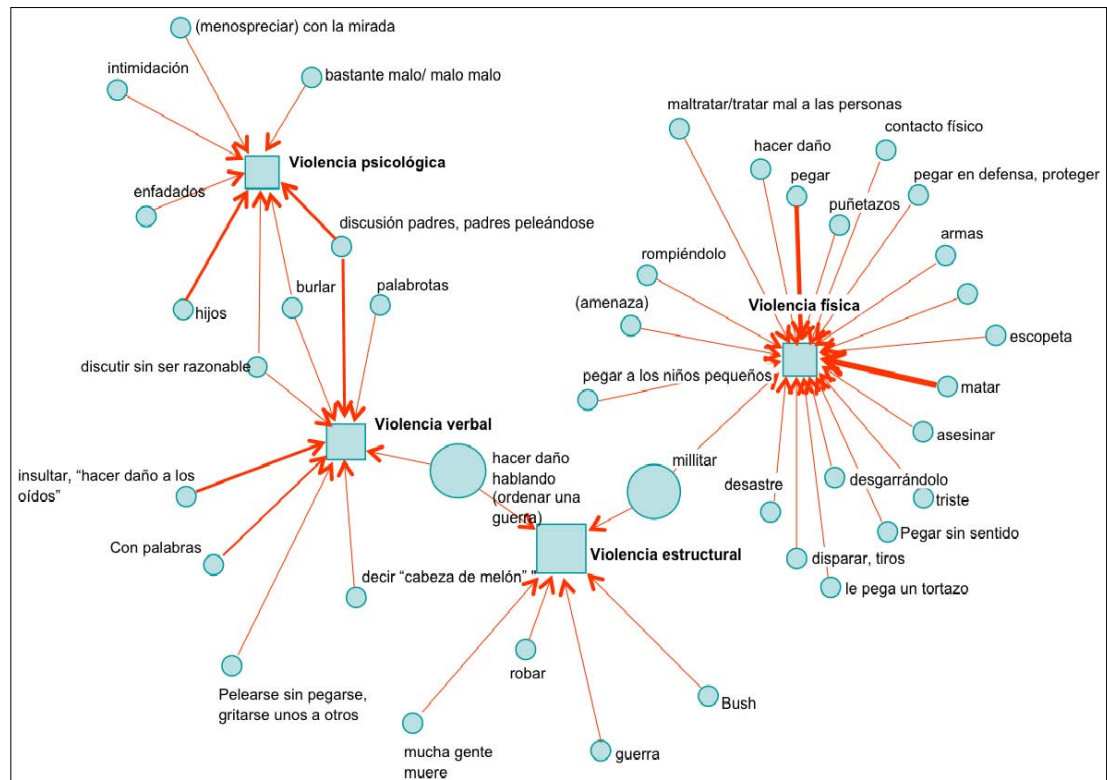 (menospreciar) con la mirada
intimidación
bastante malo/ malo malo
Violencia psicológica
enfadados
discusión padres, padres peleándose
hijos
burlar
palabrotas
discutir sin ser razonable
Violencia verbal
insultar, “hacer daño a los
oídos”
Con palabras
Pelearse sin pegarse,
gritarse unos a otros
decir “cabeza de melón” "
hacer daño
hablando
(ordenar una
guerra)
millitar
Violencia estructural
robar
mucha gente
muere
guerra
Bush
maltratar/tratar mal a las personas
hacer daño
contacto físico
pegar
pegar en defensa, proteger
puñetazos
armas
rompiéndolo
(amenaza)
Violencia física
escopeta
pegar a los niños pequeños
matar
asesinar
desastre
desgarrándolo
triste
Pegar sin sentido
disparar, tiros
le pega un tortazo